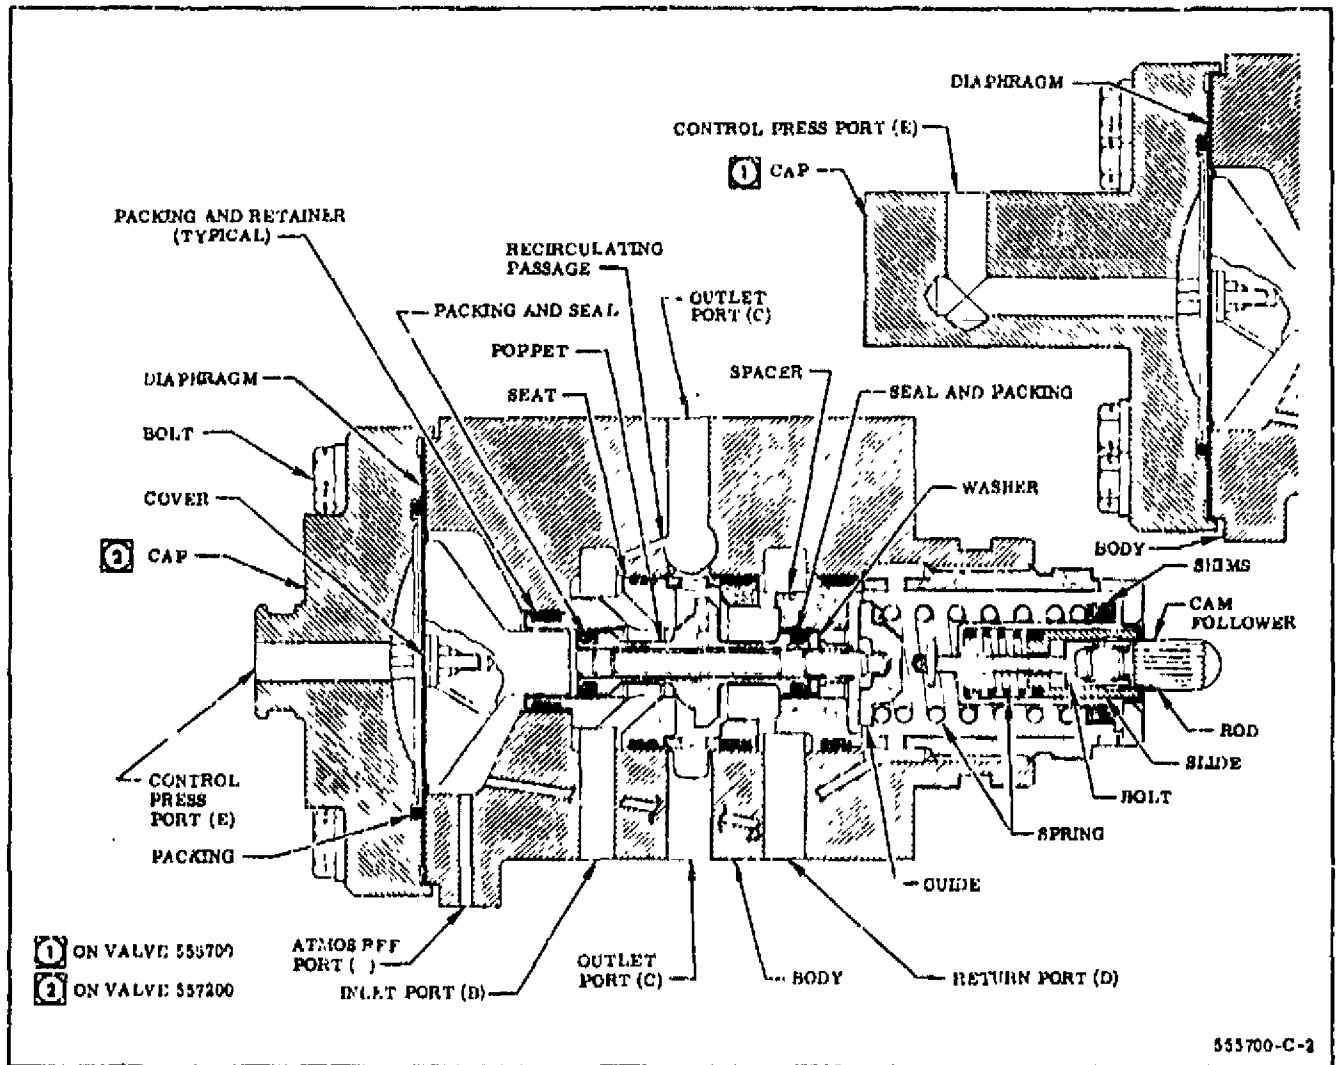 DIAPHRAGM
CONTROL PRESS PORT (E)
1 CAP
PACKING AND RETAINER
(TYPICAL)
RECIRCULATING
PASSAGE
OUTLET
PORT (C)
PACKING AND SEAL
POPPET
SPACER
DIAPHRAGM
SEAT
SEAL AND PACKING
BOLT
COVER
WASHER
2 CAP
BODY
SHIMS
CAM
FOLLOWER
ROD
SLIDE
CONTROL
PRESS
PORT (E)
BOLT
SPRING
PACKING
GUIDE
ATMOS REF
PORT ( )
OUTLET
PORT (C)
BODY
RETURN PORT (D)
INLET PORT (B)
1 ON VALVE 555700
2 ON VALVE 557200
555700-C-2